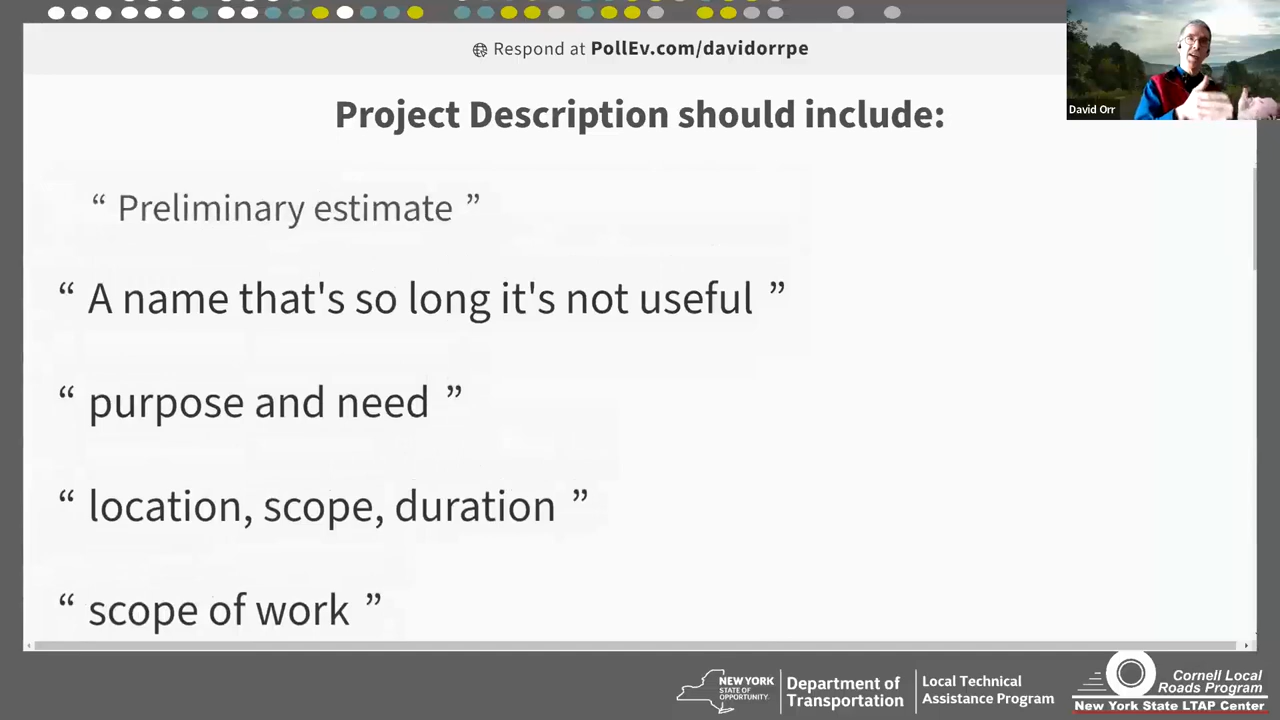 Respond at PollEv.com/davidorrpe
David Orr
Project Description should include:
“ Preliminary estimate ”
“ A name that's so long it's not useful ”
“ purpose and need ”
“ location, scope, duration ”
“ scope of work ”
NEW YORK
STATE OF
OPPORTUNITY.
Department of
Transportation
Local Technical
Assistance Program
Cornell Local
Roads Program
New York State LTAP Center